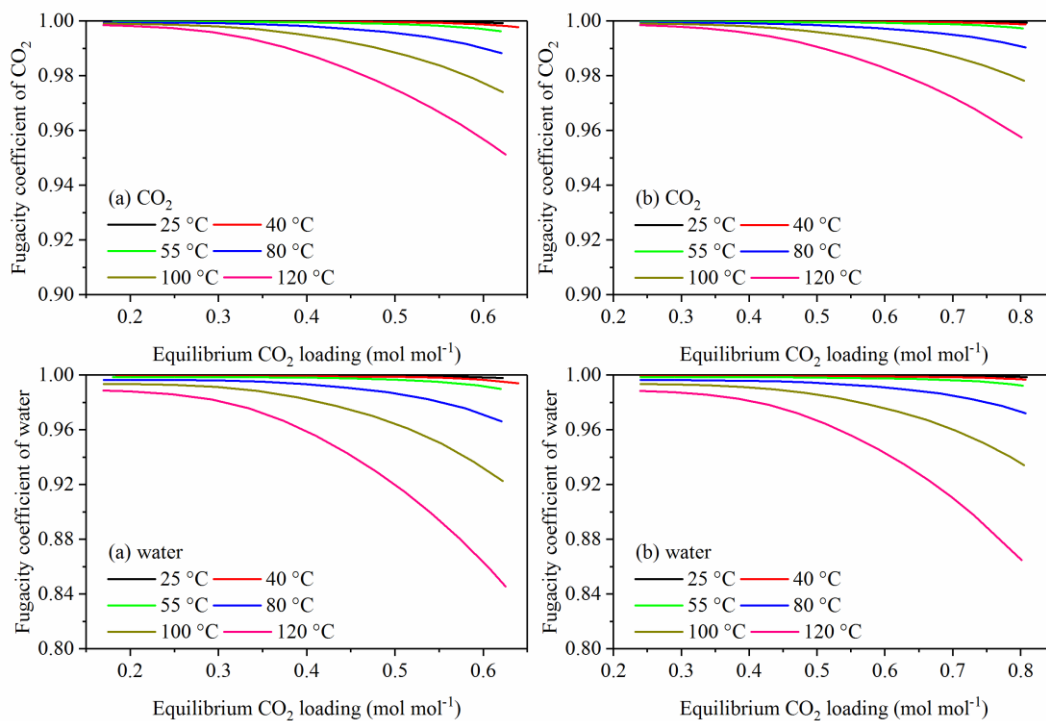 Fugacity coefficient of CO₂
1.00
0.98
0.96
0.94
0.92
0.90
(a) CO₂
25 °C 40 °C
55 °C 80 °C
100 °C 120 °C
0.2 0.3 0.4 0.5 0.6
Equilibrium CO₂ loading (mol mol⁻¹)
Fugacity coefficient of CO₂
1.00
0.98
0.96
0.94
0.92
0.90
(b) CO₂
25 °C 40 °C
55 °C 80 °C
100 °C 120 °C
0.2 0.3 0.4 0.5 0.6 0.7 0.8
Equilibrium CO₂ loading (mol mol⁻¹)
Fugacity coefficient of water
1.00
0.96
0.92
0.88
0.84
0.80
(a) water
25 °C 40 °C
55 °C 80 °C
100 °C 120 °C
0.2 0.3 0.4 0.5 0.6
Equilibrium CO₂ loading (mol mol⁻¹)
Fugacity coefficient of water
1.00
0.96
0.92
0.88
0.84
0.80
(b) water
25 °C 40 °C
55 °C 80 °C
100 °C 120 °C
0.2 0.3 0.4 0.5 0.6 0.7 0.8
Equilibrium CO₂ loading (mol mol⁻¹)